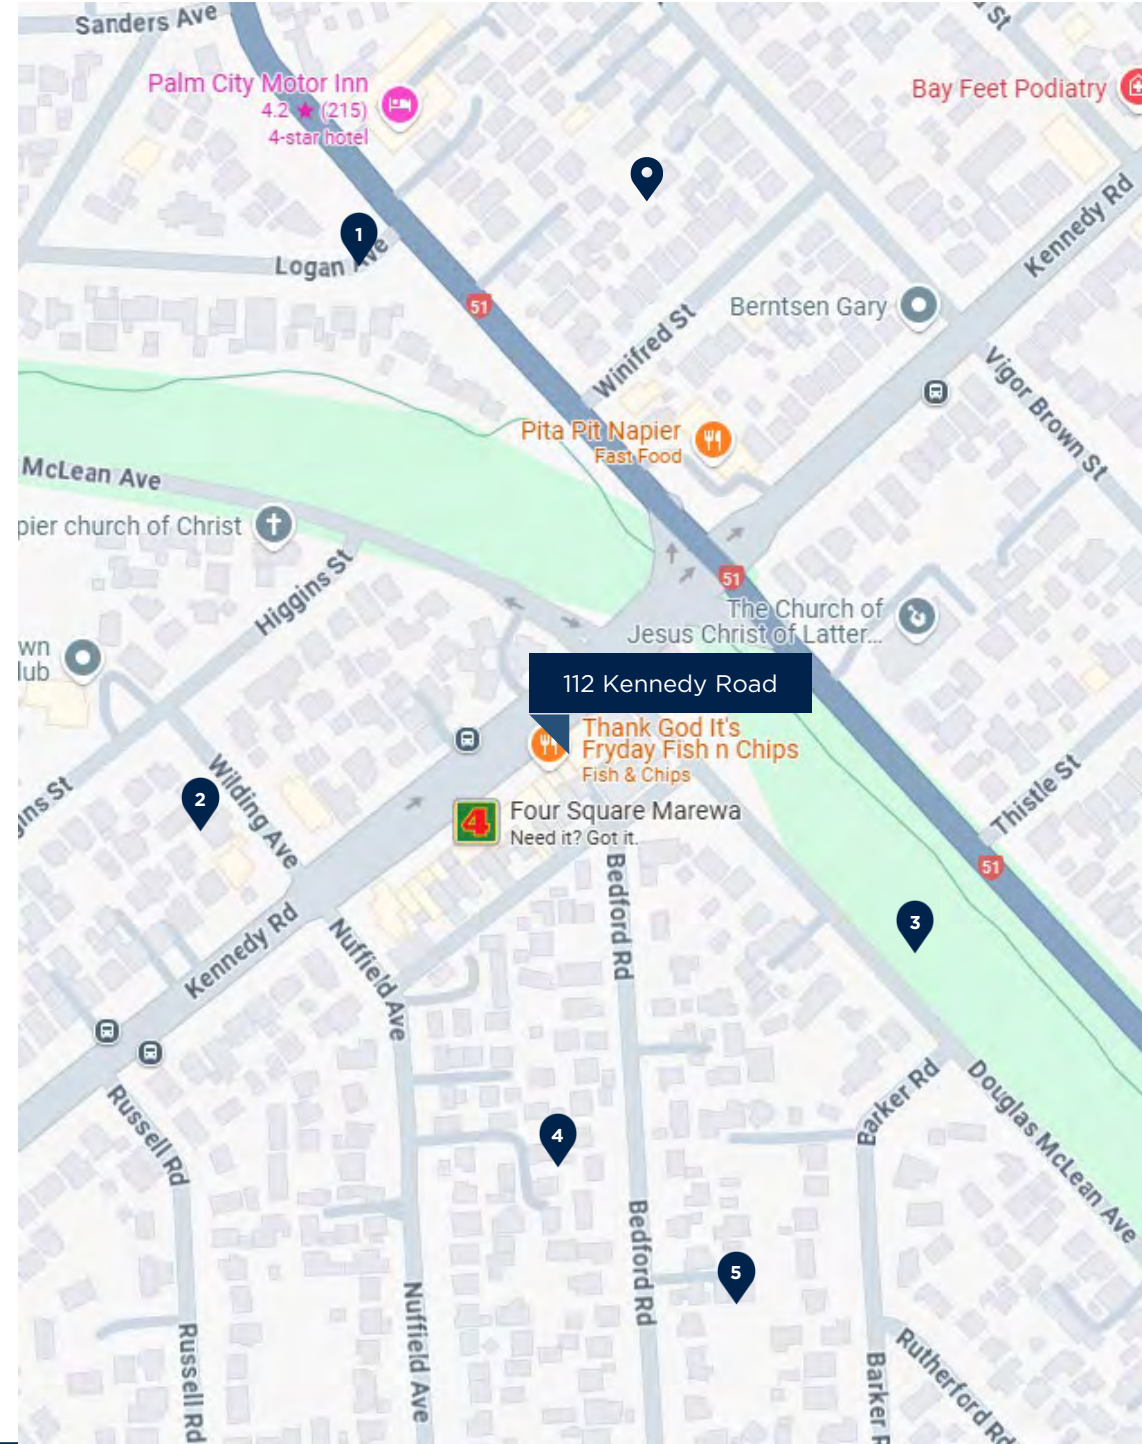 Sanders Ave
St
Palm City Motor Inn
4.2 ★ (215)
4-star hotel
Bay Feet Podiatry
Kennedy Rd
1
Logan Ave
51
Berntsen Gary
Winifred St
Vigor Brown St
Pita Pit Napier
Fast Food
McLean Ave
pier church of Christ
Higgins St
51
The Church of
Jesus Christ of Latter...
wn
lub
112 Kennedy Road
Thank God It's
Fryday Fish n Chips
Fish & Chips
gins St
2
Wilding Ave
4
Four Square Marewa
Need it? Got it.
Thistle St
51
Bedford Rd
3
Kennedy Rd
Nuffield Ave
Russell Rd
4
Barker Rd
Douglas McLean Ave
Bedford Rd
5
Nuffield Ave
Russell Rd
Barker R
Rutherford Rd